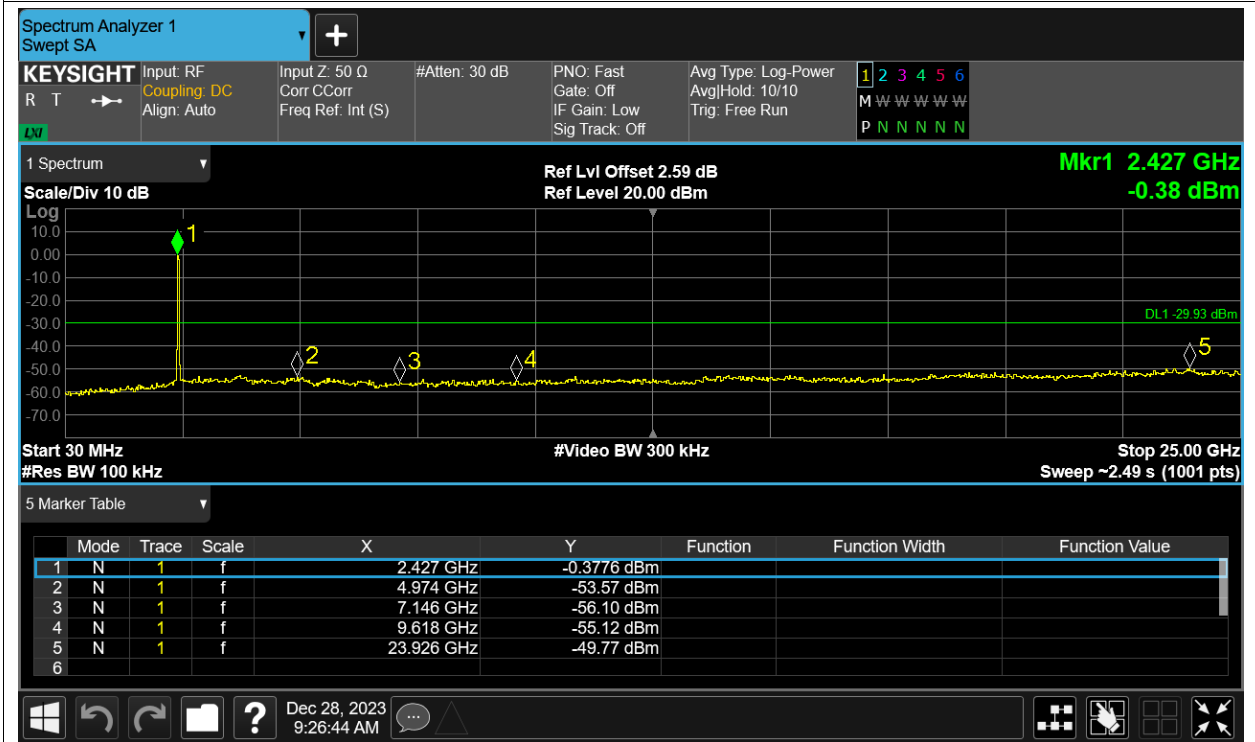 Spectrum Analyzer 1
Swept SA
+
KEYSIGHT
R T
LXI
Input: RF
Coupling: DC
Align: Auto
Input Z: 50 Ω
Corr CCorr
Freq Ref: Int (S)
#Atten: 30 dB
PNO: Fast
Gate: Off
IF Gain: Low
Sig Track: Off
Avg Type: Log-Power
Avg|Hold: 10/10
Trig: Free Run
1 2 3 4 5 6
M W W W W W
P N N N N N
1 Spectrum
Scale/Div 10 dB
Ref Lvl Offset 2.59 dB
Ref Level 20.00 dBm
Mkr1 2.427 GHz
-0.38 dBm
Log
10.0
0.00
-10.0
-20.0
-30.0
-40.0
-50.0
-60.0
-70.0
1
2
3
4
5
DL1 -29.93 dBm
Start 30 MHz
#Video BW 300 kHz
Stop 25.00 GHz
#Res BW 100 kHz
Sweep ~2.49 s (1001 pts)
5 Marker Table
Mode Trace Scale X Y Function Function Width Function Value
1 N 1 f 2.427 GHz -0.3776 dBm
2 N 1 f 4.974 GHz -53.57 dBm
3 N 1 f 7.146 GHz -56.10 dBm
4 N 1 f 9.618 GHz -55.12 dBm
5 N 1 f 23.926 GHz -49.77 dBm
6
?
Dec 28, 2023
9:26:44 AM